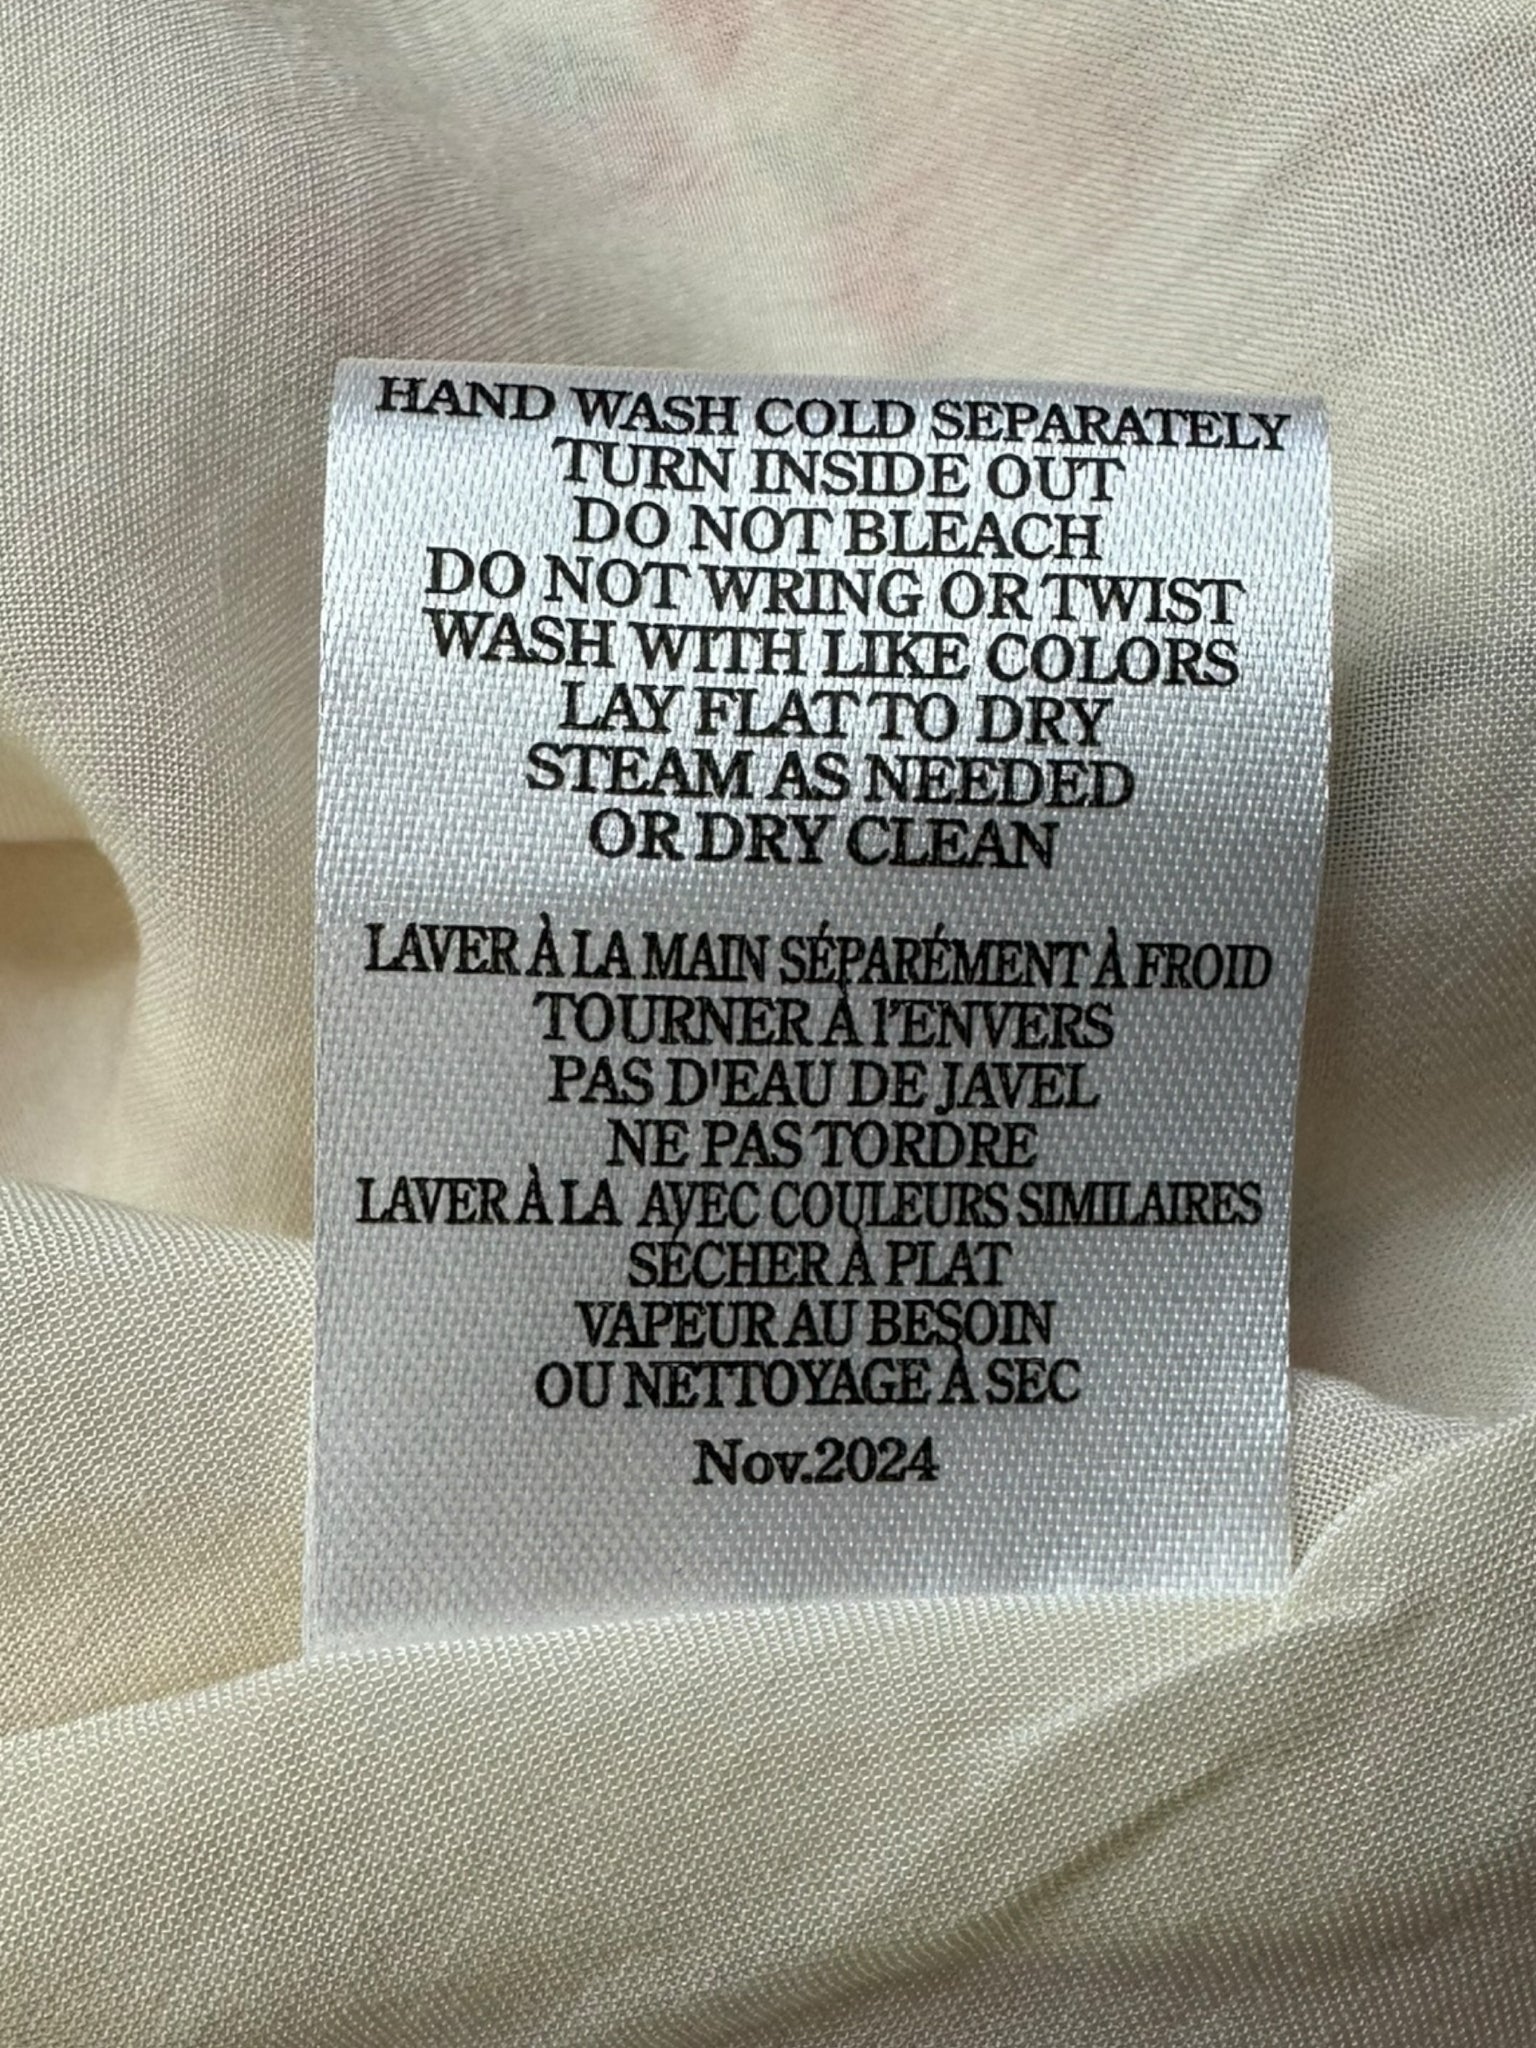 HAND WASH COLD SEPARATELY
TURN INSIDE OUT
DO NOT BLEACH
DO NOT WRING OR TWIST
WASH WITH LIKE COLORS
LAY FLAT TO DRY
STEAM AS NEEDED
OR DRY CLEAN
LAVER À LA MAIN SÉPARÉMENT À FROID
TOURNER À l'ENVERS
PAS D'EAU DE JAVEL
NE PAS TORDRE
LAVER À LA AVEC COULEURS SIMILAIRES
SÉCHER À PLAT
VAPEUR AU BESOIN
OU NETTOYAGE À SEC
Nov.2024